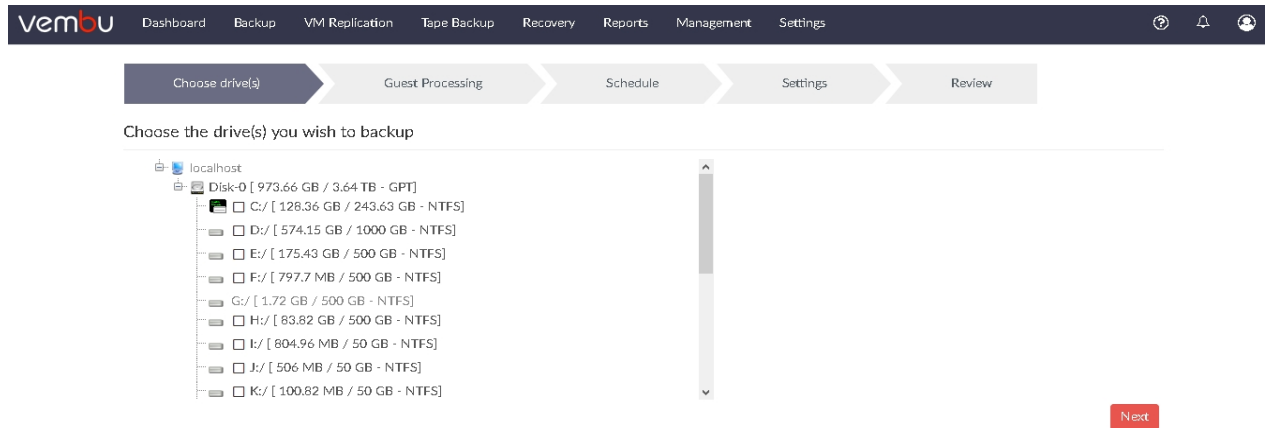 vembu Dashboard Backup VM Replication Tape Backup Recovery Reports Management Settings
Choose drive(s) Guest Processing Schedule Settings Review
Choose the drive(s) you wish to backup
localhost
Disk-0 [ 973.66 GB / 3.64 TB - GPT]
C:/ [ 128.36 GB / 243.63 GB - NTFS]
D:/ [ 574.15 GB / 1000 GB - NTFS]
E:/ [ 175.43 GB / 500 GB - NTFS]
F:/ [ 797.7 MB / 500 GB - NTFS]
G:/ [ 1.72 GB / 500 GB - NTFS]
H:/ [ 83.82 GB / 500 GB - NTFS]
I:/ [ 804.96 MB / 50 GB - NTFS]
J:/ [ 506 MB / 50 GB - NTFS]
K:/ [ 100.82 MB / 50 GB - NTFS]
Next